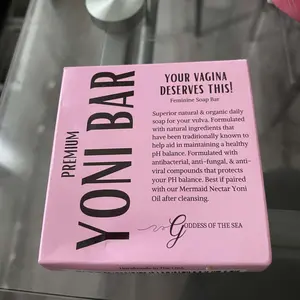 PREMIUM
YONI BAR
YOUR VAGINA
DESERVES THIS!
Feminine Soap Bar
Superior natural & organic daily
soap for your vulva. Formulated
with natural ingredients that
have been traditionally known to
help aid in maintaining a healthy
pH balance. Formulated with
antibacterial, anti-fungal, & anti-
viral compounds that protects
your PH balance. Best if paired
with our Mermaid Nectar Yoni
Oil after cleansing.
GODDESS OF THE SEA